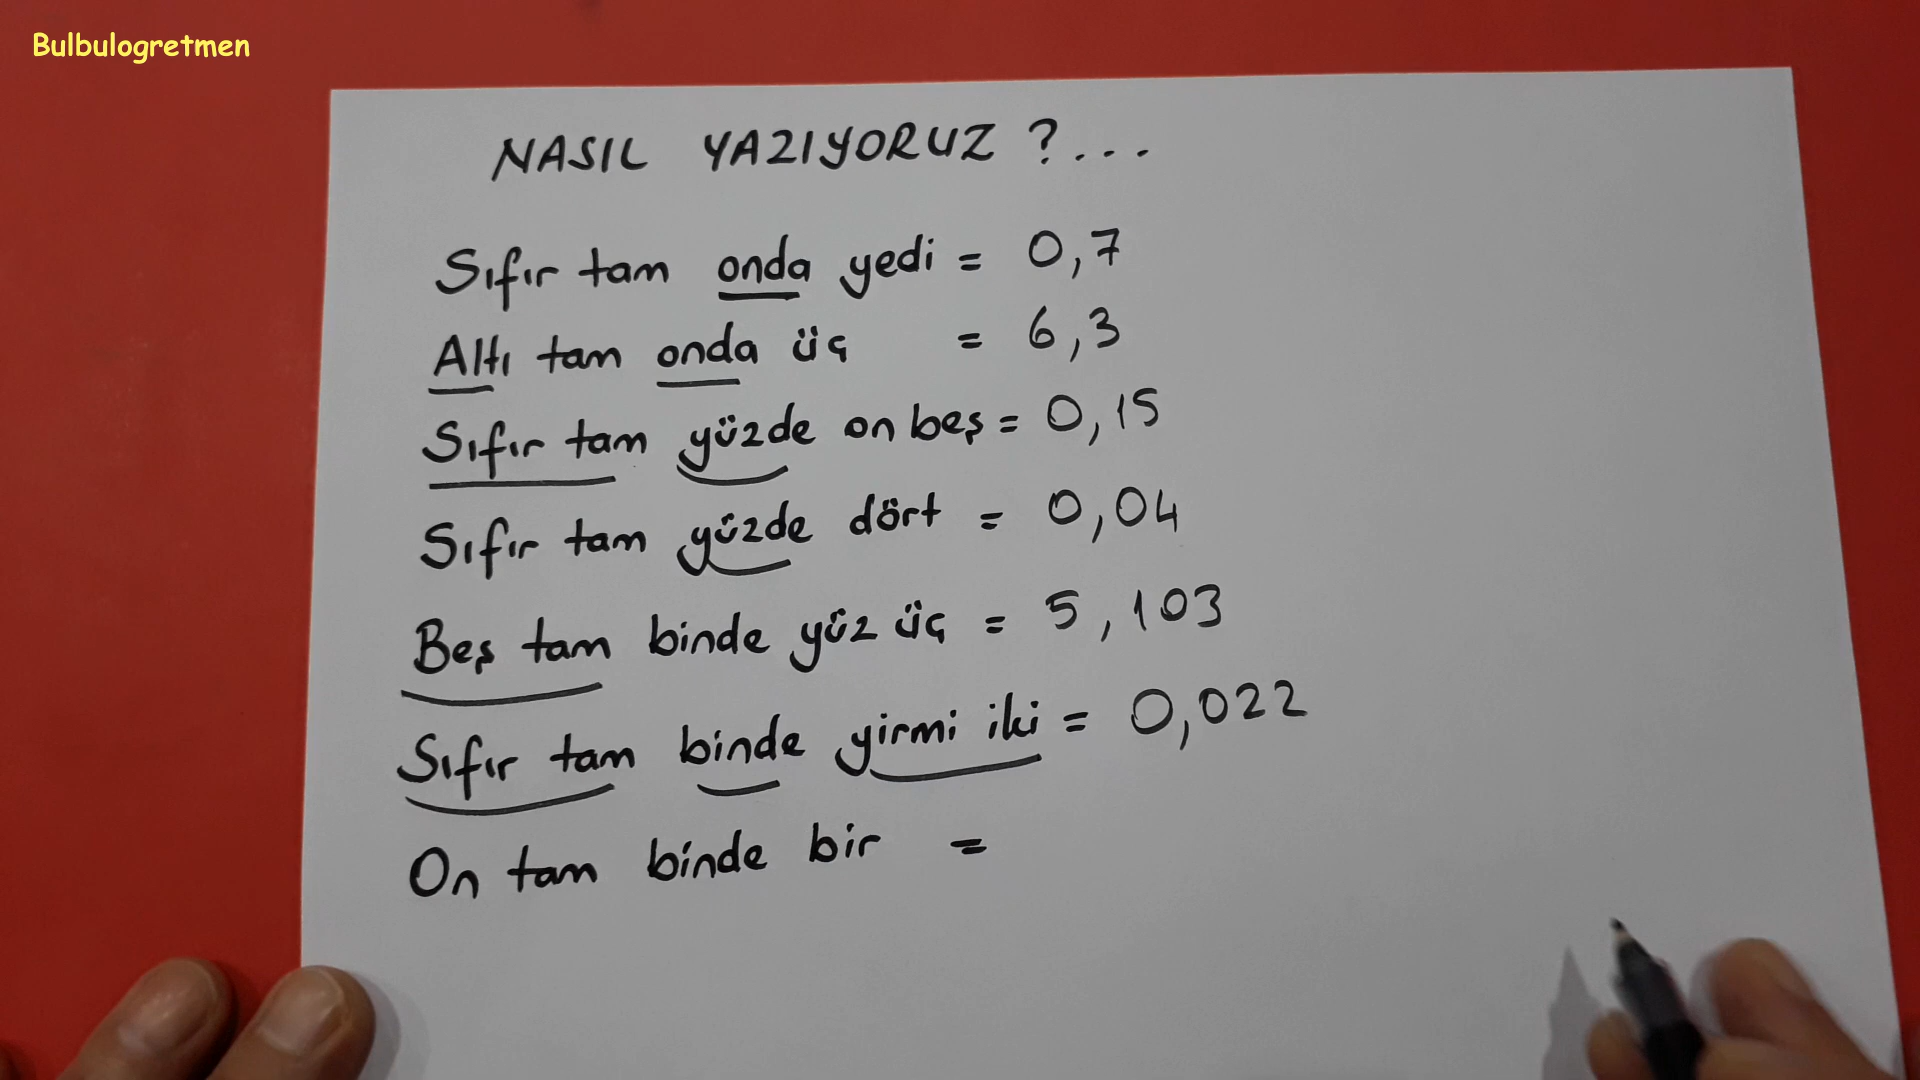 Bulbulogretmen
NASIL YAZIYORUZ ?...
Sıfır tam onda yedi = 0,7
Altı tam onda üç = 6,3
Sıfır tam yüzde on beş = 0,15
Sıfır tam yüzde dört = 0,04
Beş tam binde yüz üç = 5,103
Sıfır tam binde yirmi iki = 0,022
On tam binde bir =